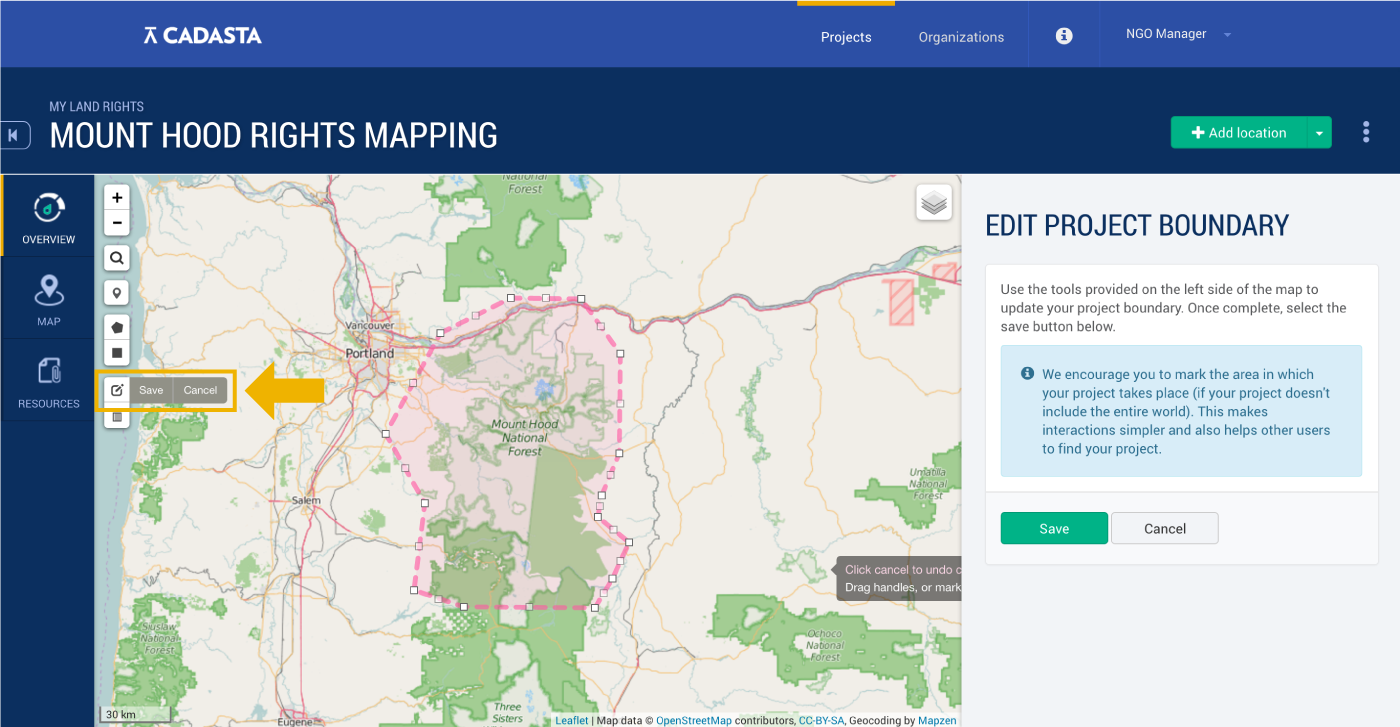 CADASTA
Projects
Organizations
NGO Manager
MY LAND RIGHTS
MOUNT HOOD RIGHTS MAPPING
+ Add location
OVERVIEW
MAP
RESOURCES
+
−
Save Cancel
National
Forest
Vancouver
Portland
Mount Hood
National
Forest
Salem
Umatilla
National
Forest
Click cancel to undo c
Drag handles, or mark
Siuslaw
National
Forest
Ochoco
National
Forest
Three
Sisters
Eugene
30 km
Leaflet | Map data © OpenStreetMap contributors, CC-BY-SA, Geocoding by Mapzen
EDIT PROJECT BOUNDARY
Use the tools provided on the left side of the map to
update your project boundary. Once complete, select the
save button below.
We encourage you to mark the area in which
your project takes place (if your project doesn't
include the entire world). This makes
interactions simpler and also helps other users
to find your project.
Save
Cancel